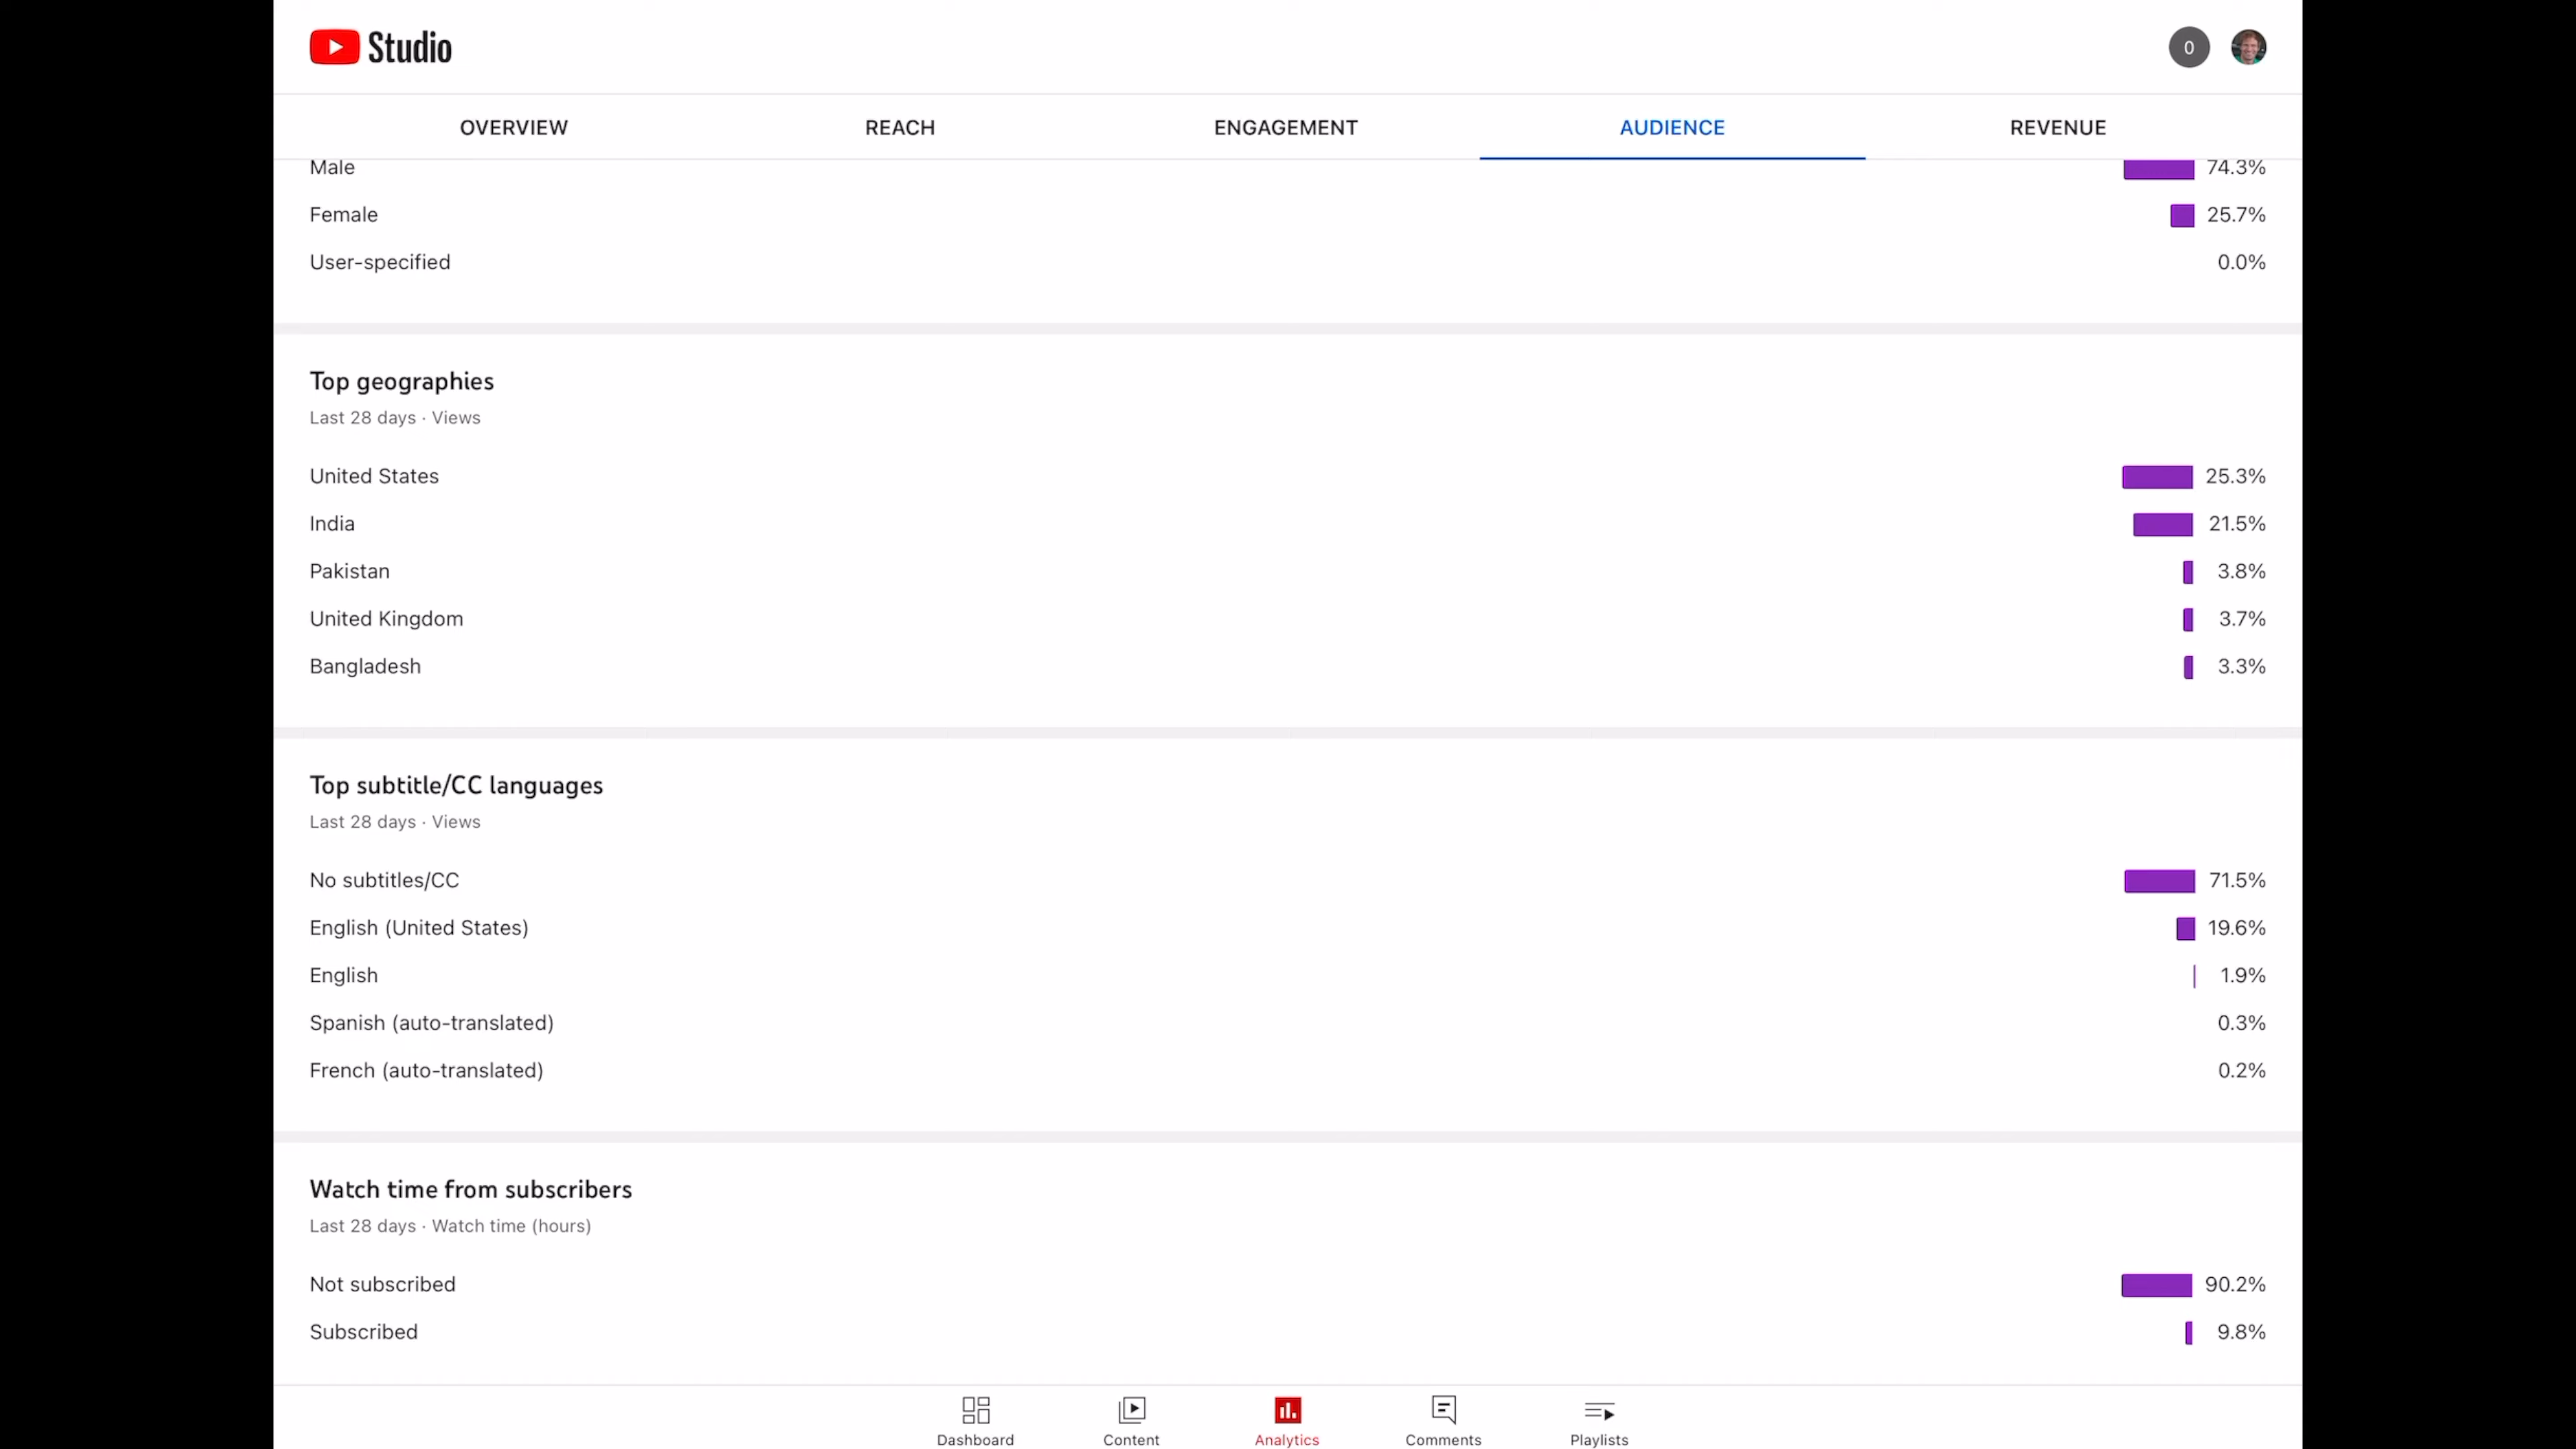 Studio
0
OVERVIEW REACH ENGAGEMENT AUDIENCE REVENUE
Male 74.3%
Female 25.7%
User-specified 0.0%
Top geographies
Last 28 days · Views
United States 25.3%
India 21.5%
Pakistan 3.8%
United Kingdom 3.7%
Bangladesh 3.3%
Top subtitle/CC languages
Last 28 days · Views
No subtitles/CC 71.5%
English (United States) 19.6%
English 1.9%
Spanish (auto-translated) 0.3%
French (auto-translated) 0.2%
Watch time from subscribers
Last 28 days · Watch time (hours)
Not subscribed 90.2%
Subscribed 9.8%
Dashboard Content Analytics Comments Playlists